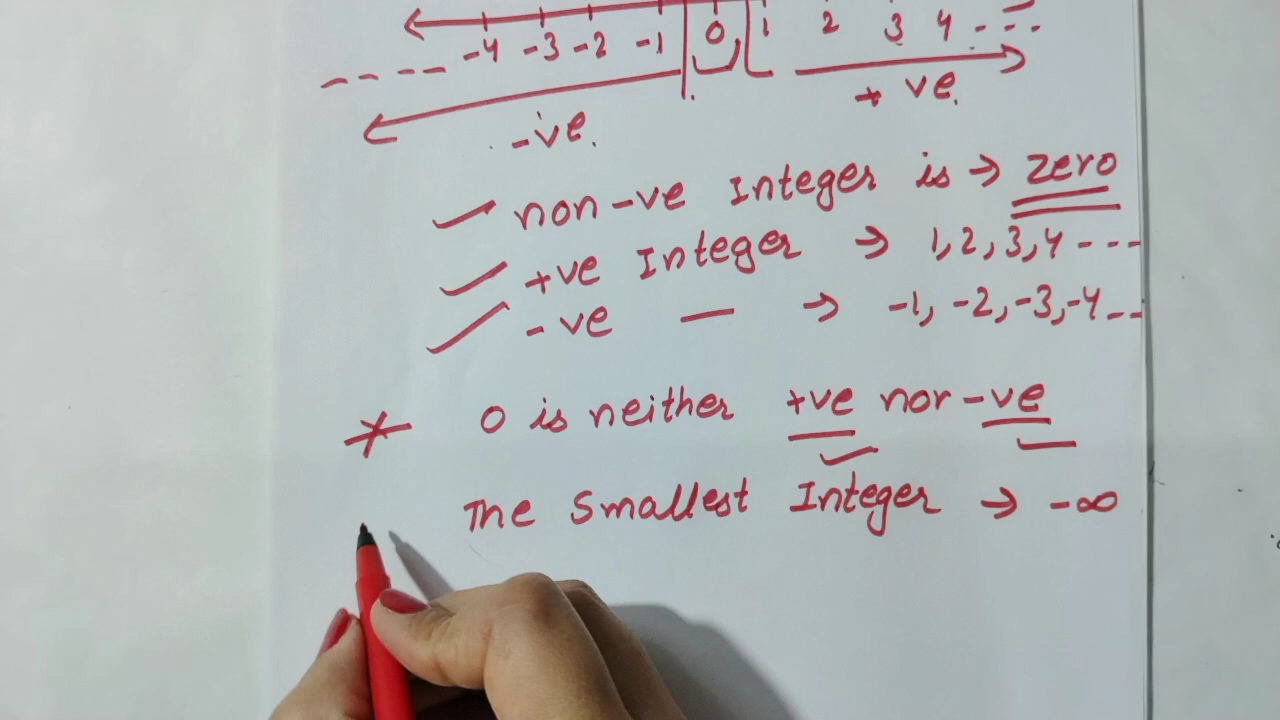 -4 -3 -2 -1 0 1 2 3 4 - - -
- - - - -
+ve.
-ve.
non-ve Integer is → zero
+ve Integer → 1, 2, 3, 4 - - - -
-ve — → -1, -2, -3, -4 - -
0 is neither +ve nor -ve
The Smallest Integer → -∞